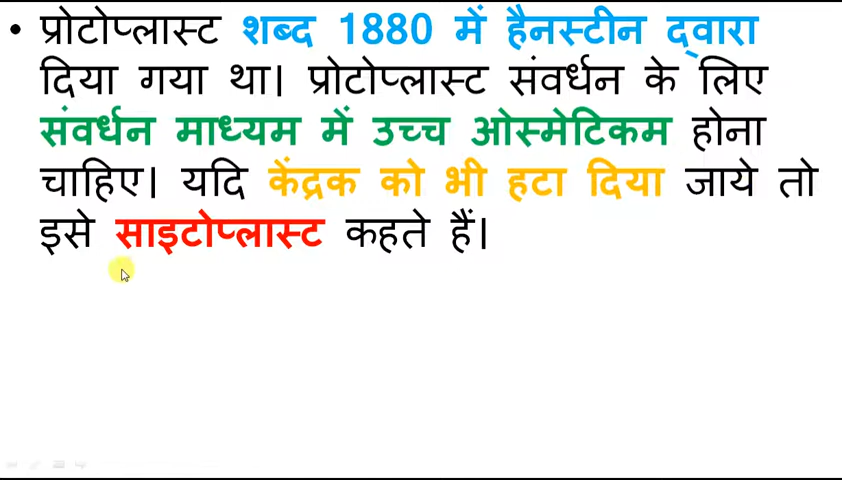 • प्रोटोप्लास्ट शब्द 1880 में हैनस्टीन द्वारा
दिया गया था। प्रोटोप्लास्ट संवर्धन के लिए
संवर्धन माध्यम में उच्च ओस्मेटिकम होना
चाहिए। यदि केंद्रक को भी हटा दिया जाये तो
इसे साइटोप्लास्ट कहते हैं।